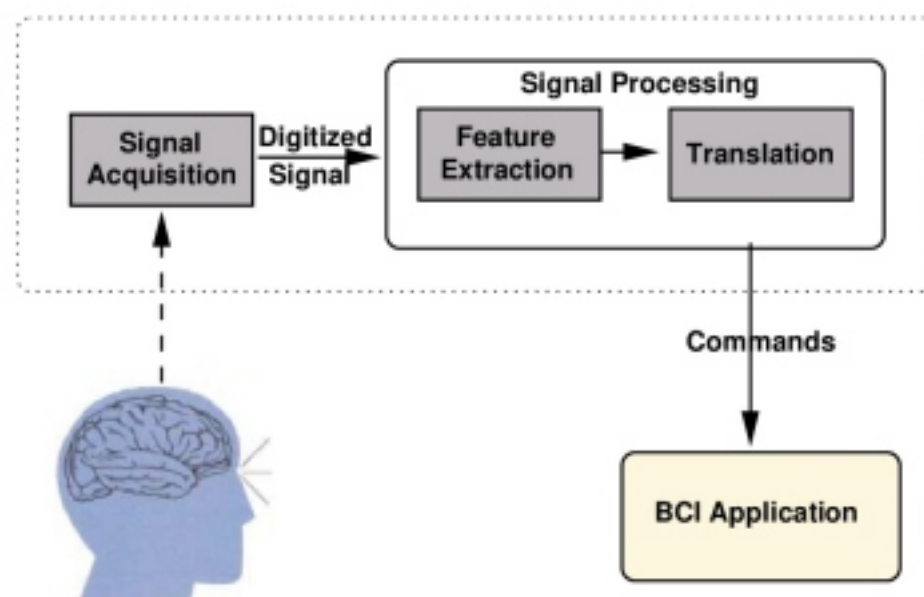 Signal Processing
Signal
Acquisition
Digitized
Signal
Feature
Extraction
Translation
Commands
BCI Application